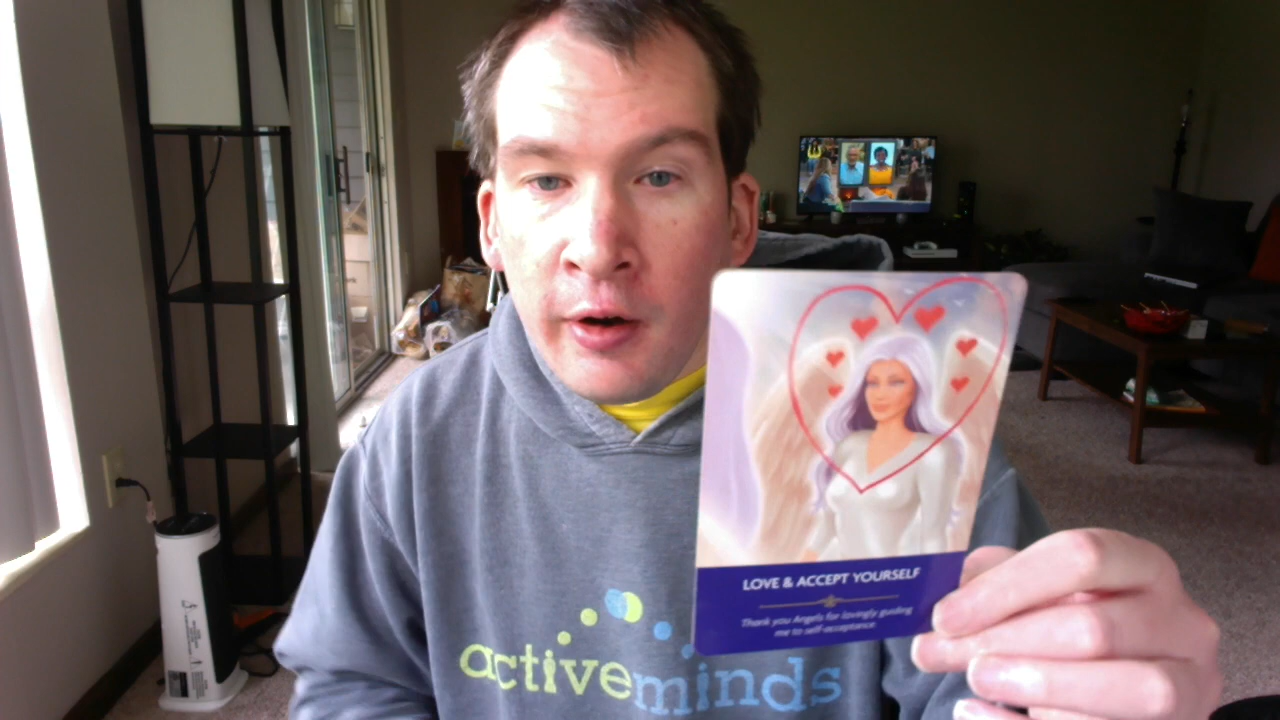 LOVE & ACCEPT YOURSELF
Thank you Angels for lovingly guiding
me to self-acceptance
activeminds